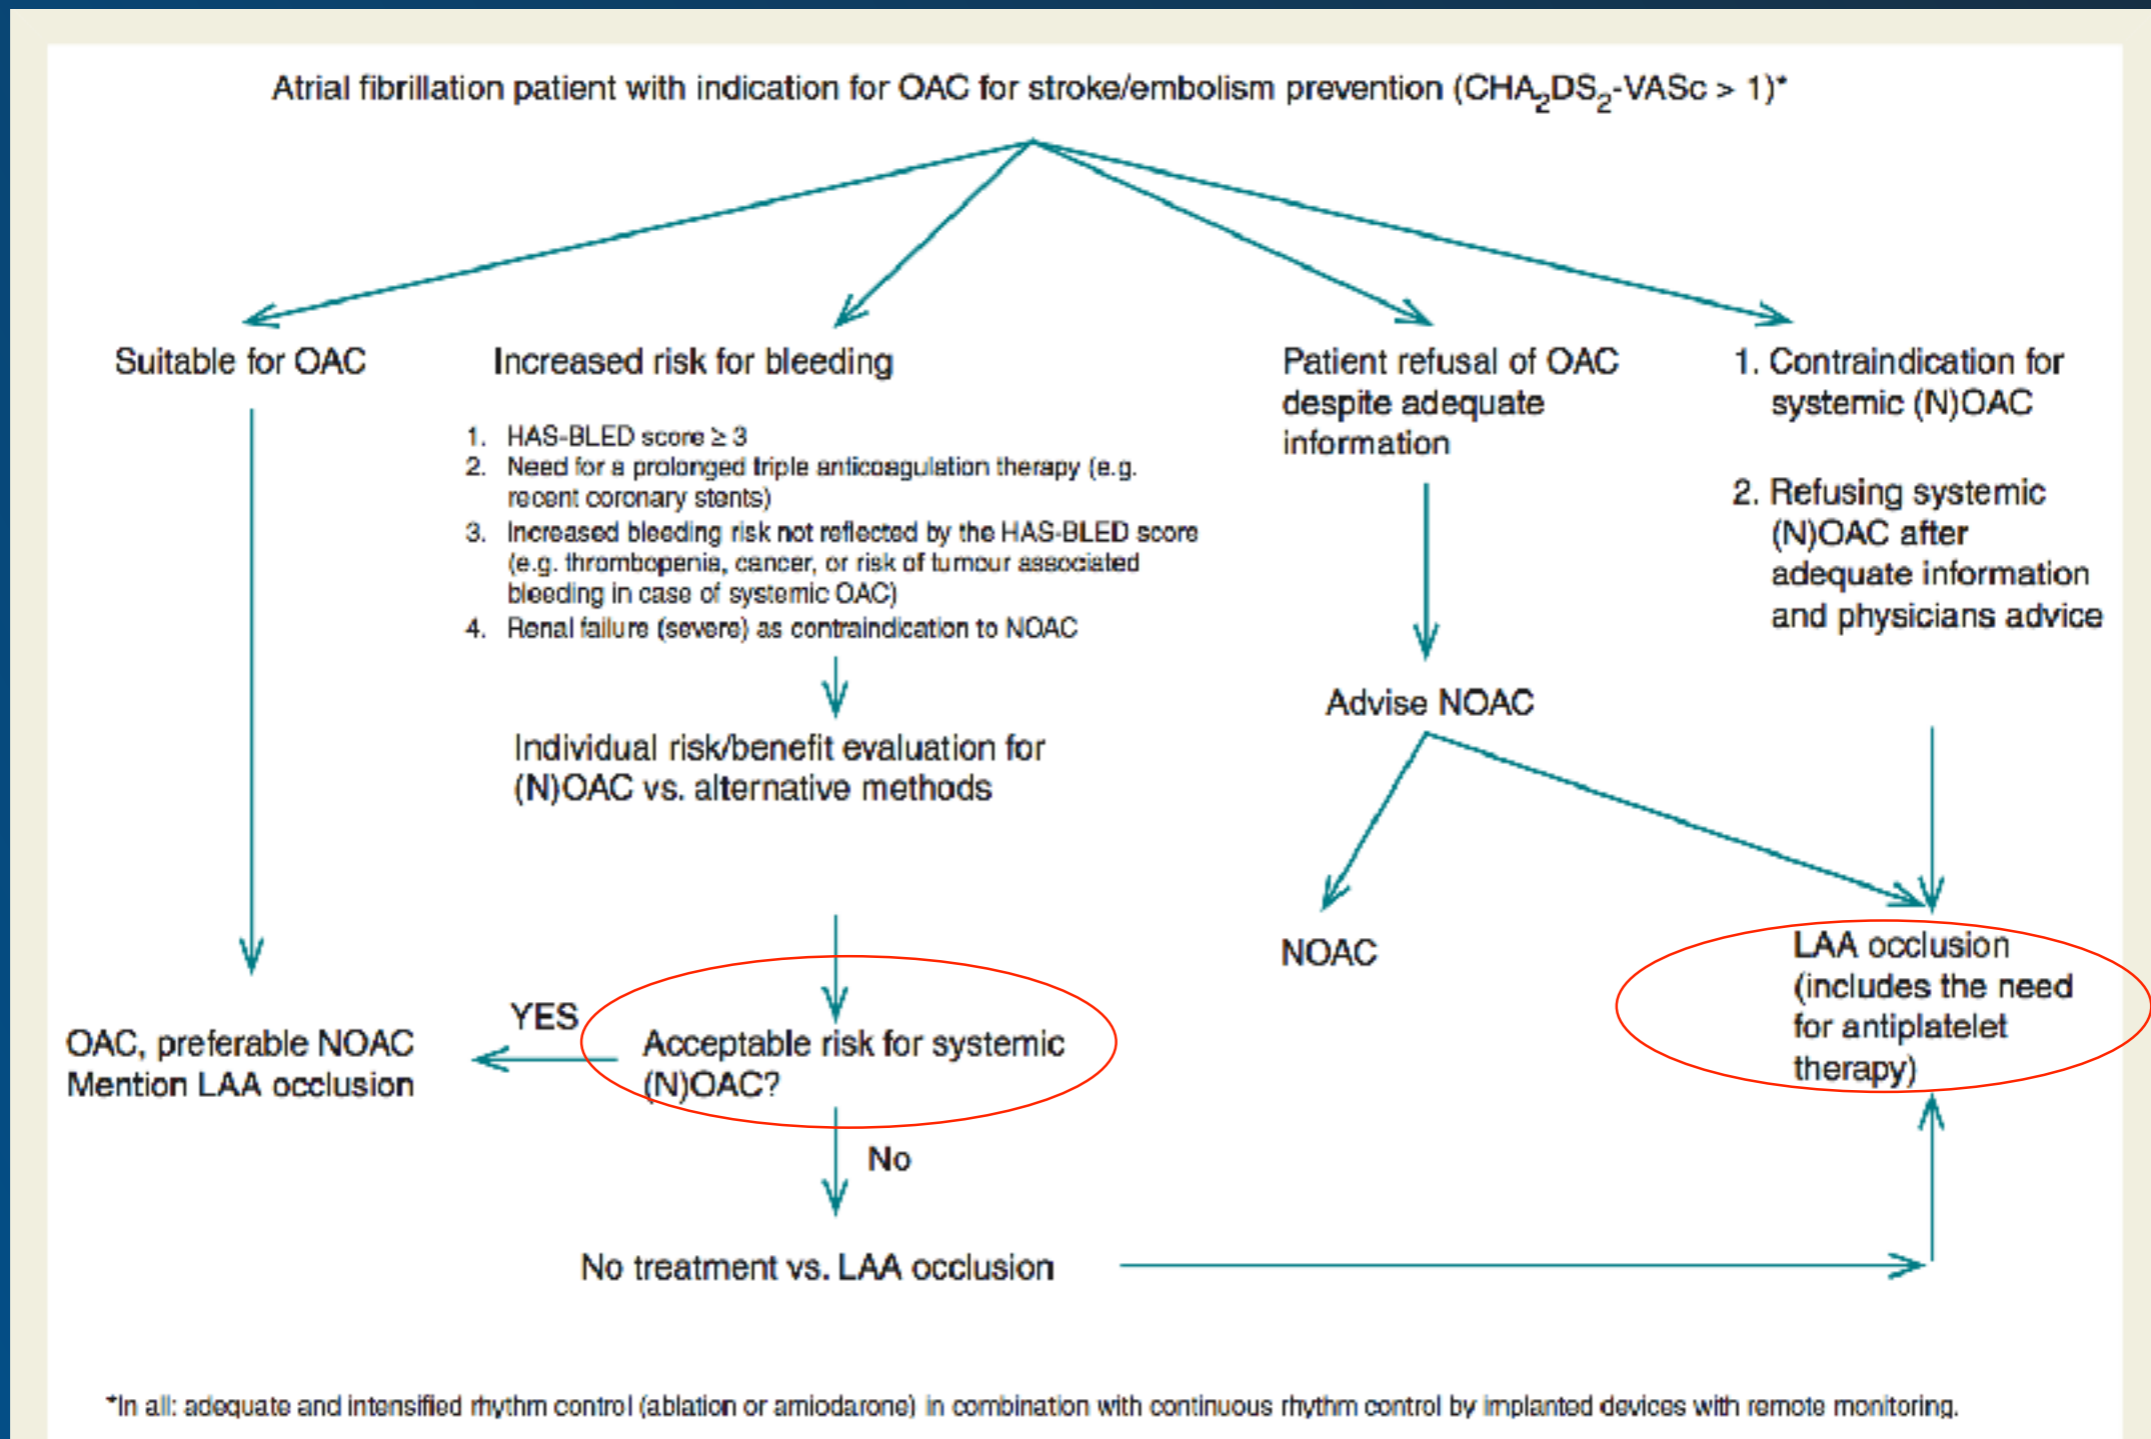 Atrial fibrillation patient with indication for OAC for stroke/embolism prevention (CHA₂DS₂-VASc > 1)*
Suitable for OAC
Increased risk for bleeding
1. HAS-BLED score ≥ 3
2. Need for a prolonged triple anticoagulation therapy (e.g.
recent coronary stents)
3. Increased bleeding risk not reflected by the HAS-BLED score
(e.g. thrombopenia, cancer, or risk of tumour associated
bleeding in case of systemic OAC)
4. Renal failure (severe) as contraindication to NOAC
Individual risk/benefit evaluation for
(N)OAC vs. alternative methods
Patient refusal of OAC
despite adequate
information
Advise NOAC
1. Contraindication for
systemic (N)OAC
2. Refusing systemic
(N)OAC after
adequate information
and physicians advice
NOAC
LAA occlusion
(includes the need
for antiplatelet
therapy)
OAC, preferable NOAC
Mention LAA occlusion
YES
Acceptable risk for systemic
(N)OAC?
No
No treatment vs. LAA occlusion
*In all: adequate and intensified rhythm control (ablation or amiodarone) in combination with continuous rhythm control by implanted devices with remote monitoring.